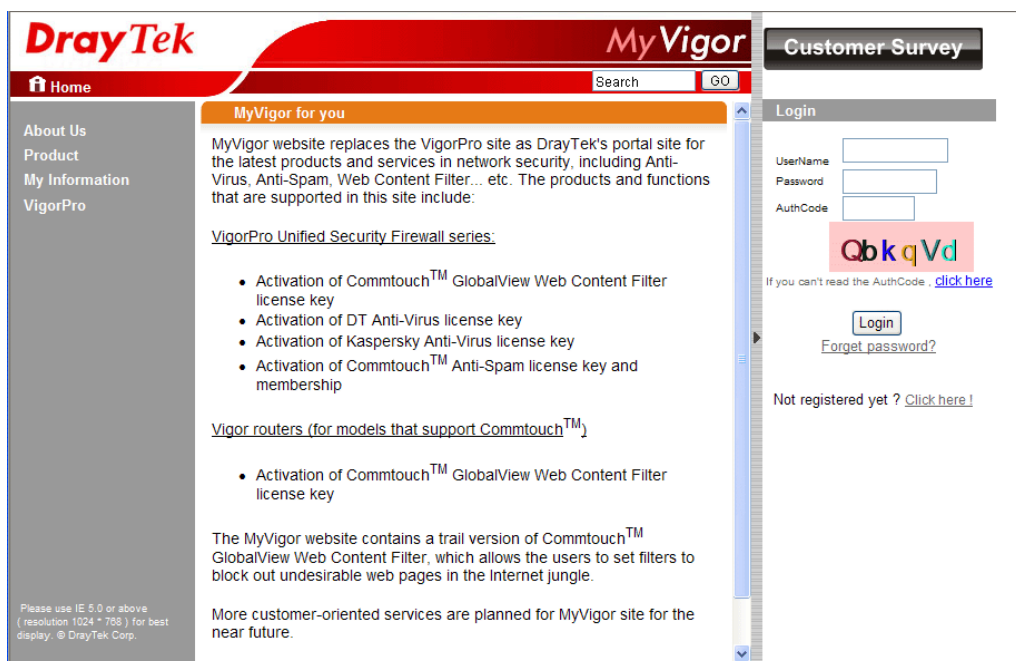 DrayTek
MyVigor
Home
Search
GO
About Us
Product
My Information
VigorPro
Please use IE 5.0 or above
( resolution 1024 * 768 ) for best
display. © DrayTek Corp.
MyVigor for you
MyVigor website replaces the VigorPro site as DrayTek's portal site for
the latest products and services in network security, including Anti-
Virus, Anti-Spam, Web Content Filter... etc. The products and functions
that are supported in this site include:
VigorPro Unified Security Firewall series:
• Activation of Commtouch™ GlobalView Web Content Filter
license key
• Activation of DT Anti-Virus license key
• Activation of Kaspersky Anti-Virus license key
• Activation of Commtouch™ Anti-Spam license key and
membership
Vigor routers (for models that support Commtouch™)
• Activation of Commtouch™ GlobalView Web Content Filter
license key
The MyVigor website contains a trail version of Commtouch™
GlobalView Web Content Filter, which allows the users to set filters to
block out undesirable web pages in the Internet jungle.
More customer-oriented services are planned for MyVigor site for the
near future.
Customer Survey
Login
UserName
Password
AuthCode
QbkqVd
If you can't read the AuthCode , click here
Login
Forget password?
Not registered yet ? Click here !